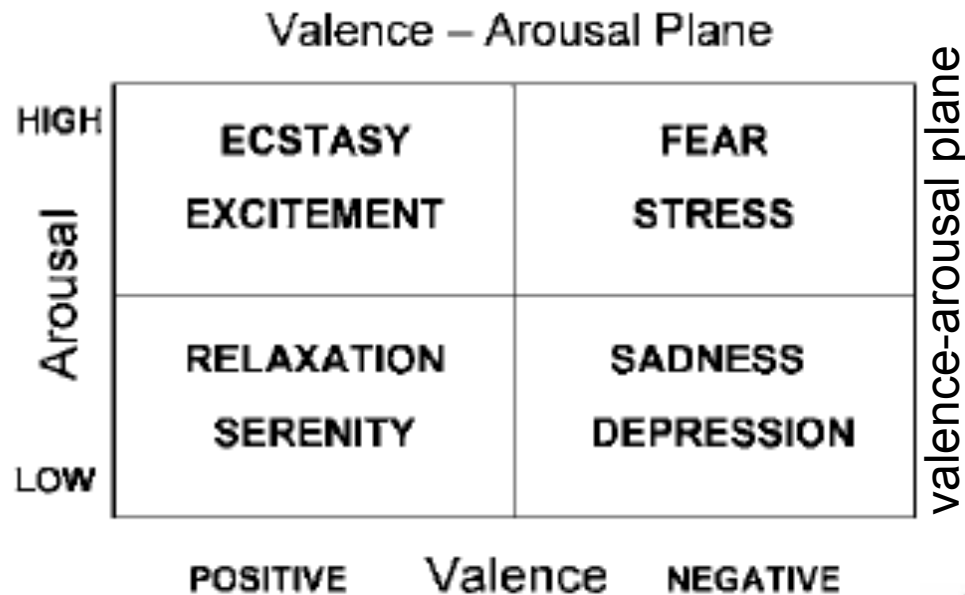 Valence – Arousal Plane
HIGH
ECSTASY
FEAR
EXCITEMENT
STRESS
Arousal
RELAXATION
SADNESS
SERENITY
DEPRESSION
LOW
POSITIVE
Valence
NEGATIVE
valence-arousal plane